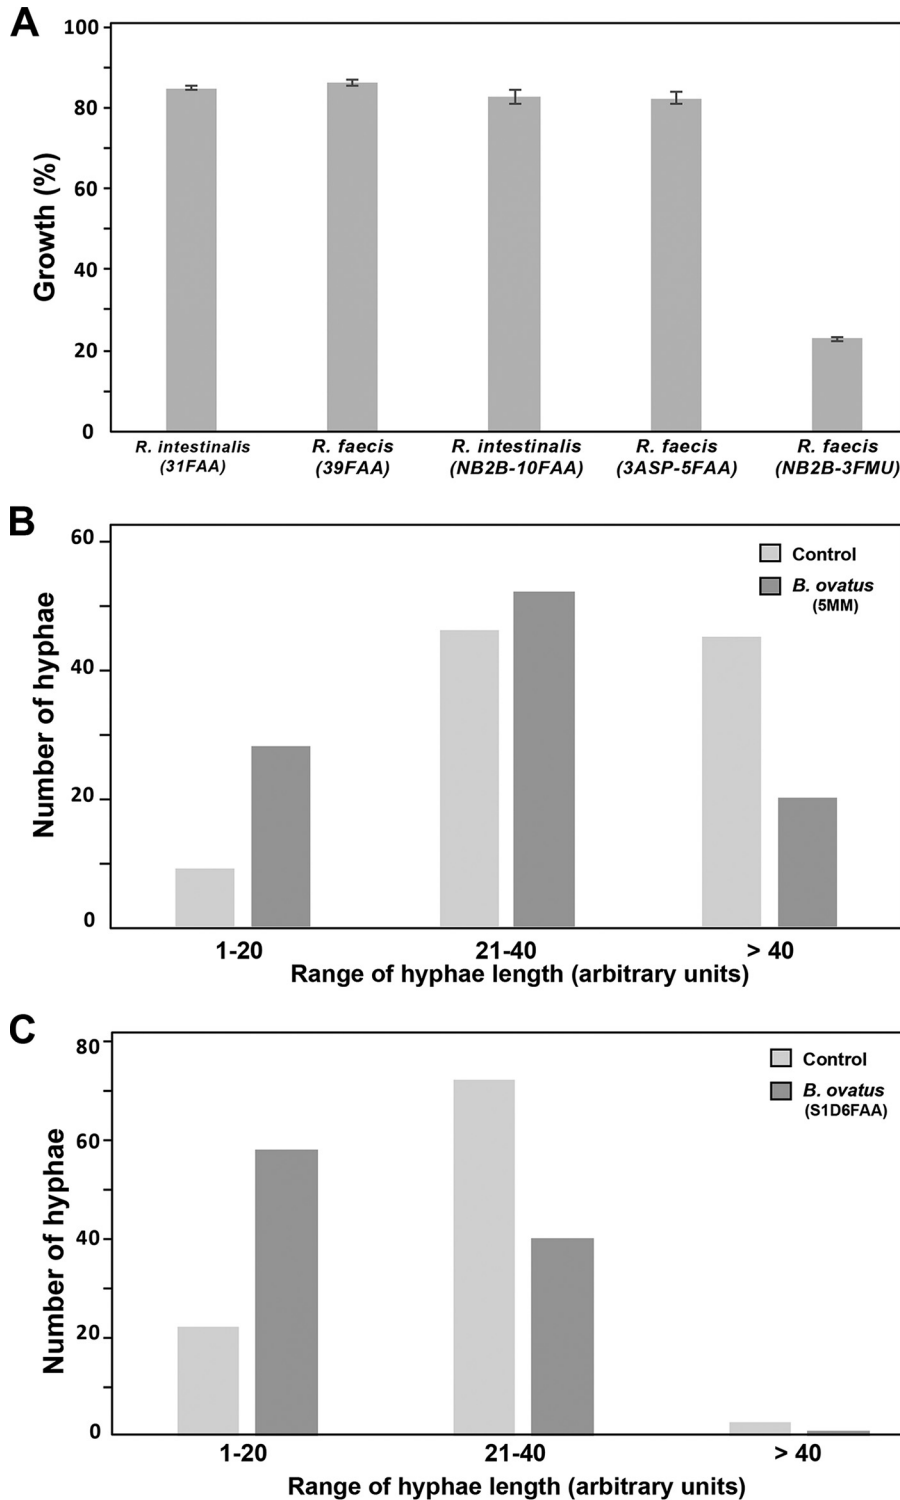 A
100
80
60
40
20
0
Growth (%)
R. intestinalis
(31FAA)
R. faecis
(39FAA)
R. intestinalis
(NB2B-10FAA)
R. faecis
(3ASP-5FAA)
R. faecis
(NB2B-3FMU)
B
60
40
20
0
Number of hyphae
Control
B. ovatus
(5MM)
1-20
21-40
> 40
Range of hyphae length (arbitrary units)
C
80
60
40
20
0
Number of hyphae
Control
B. ovatus
(S1D6FAA)
1-20
21-40
> 40
Range of hyphae length (arbitrary units)